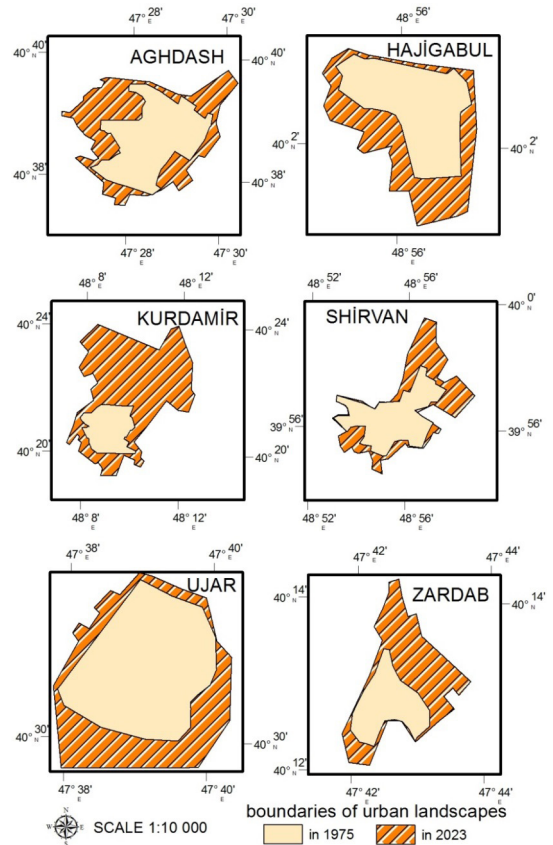 47° 28' E 47° 30' E
40° 40' N 40° 40' N
AGHDASH
40° 38' N 40° 38' N
47° 28' E 47° 30' E
48° 56' E
HAJİGABUL
40° 2' N 40° 2' N
48° 56' E
48° 8' E 48° 12' E
40° 24' N 40° 24' N
KURDAMİR
40° 20' N 40° 20' N
48° 8' E 48° 12' E
48° 52' E 48° 56' E
40° 0' N
SHİRVAN
39° 56' N 39° 56' N
48° 52' E 48° 56' E
47° 38' E 47° 40' E
UJAR
40° 30' N 40° 30' N
47° 38' E 47° 40' E
47° 42' E 47° 44' E
40° 14' N 40° 14' N
ZARDAB
40° 12' N
47° 42' E 47° 44' E
N
W E
S
SCALE 1:10 000
boundaries of urban landscapes
in 1975 in 2023